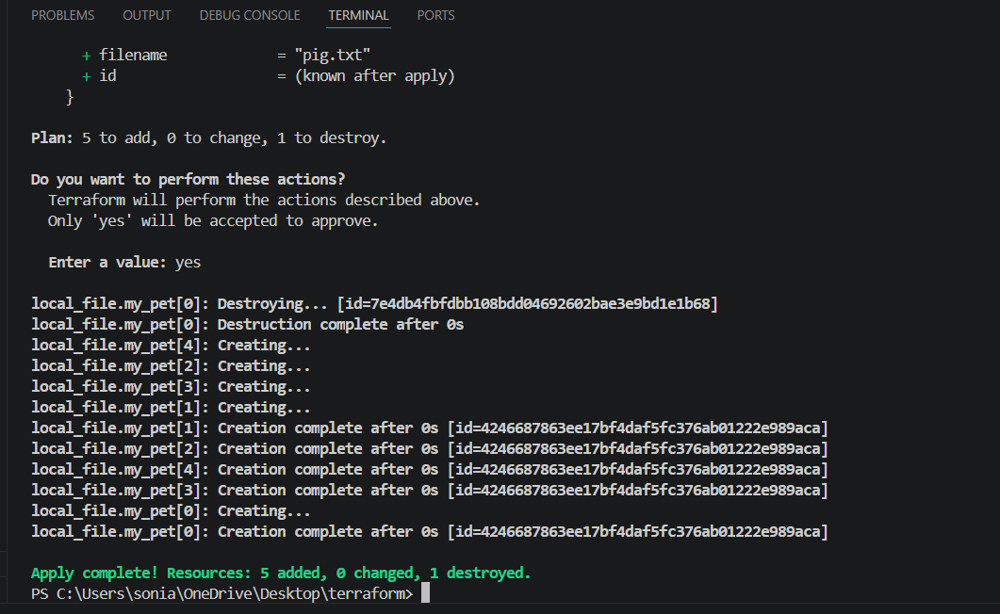 PROBLEMS OUTPUT DEBUG CONSOLE TERMINAL PORTS
+ filename = "pig.txt"
+ id = (known after apply)
}
Plan: 5 to add, 0 to change, 1 to destroy.
Do you want to perform these actions?
Terraform will perform the actions described above.
Only 'yes' will be accepted to approve.
Enter a value: yes
local_file.my_pet[0]: Destroying... [id=7e4db4fbfdbb108bdd04692602bae3e9bd1e1b68]
local_file.my_pet[0]: Destruction complete after 0s
local_file.my_pet[4]: Creating...
local_file.my_pet[2]: Creating...
local_file.my_pet[3]: Creating...
local_file.my_pet[1]: Creating...
local_file.my_pet[1]: Creation complete after 0s [id=4246687863ee17bf4daf5fc376ab01222e989aca]
local_file.my_pet[2]: Creation complete after 0s [id=4246687863ee17bf4daf5fc376ab01222e989aca]
local_file.my_pet[4]: Creation complete after 0s [id=4246687863ee17bf4daf5fc376ab01222e989aca]
local_file.my_pet[3]: Creation complete after 0s [id=4246687863ee17bf4daf5fc376ab01222e989aca]
local_file.my_pet[0]: Creating...
local_file.my_pet[0]: Creation complete after 0s [id=4246687863ee17bf4daf5fc376ab01222e989aca]
Apply complete! Resources: 5 added, 0 changed, 1 destroyed.
PS C:\Users\sonia\OneDrive\Desktop\terraform>